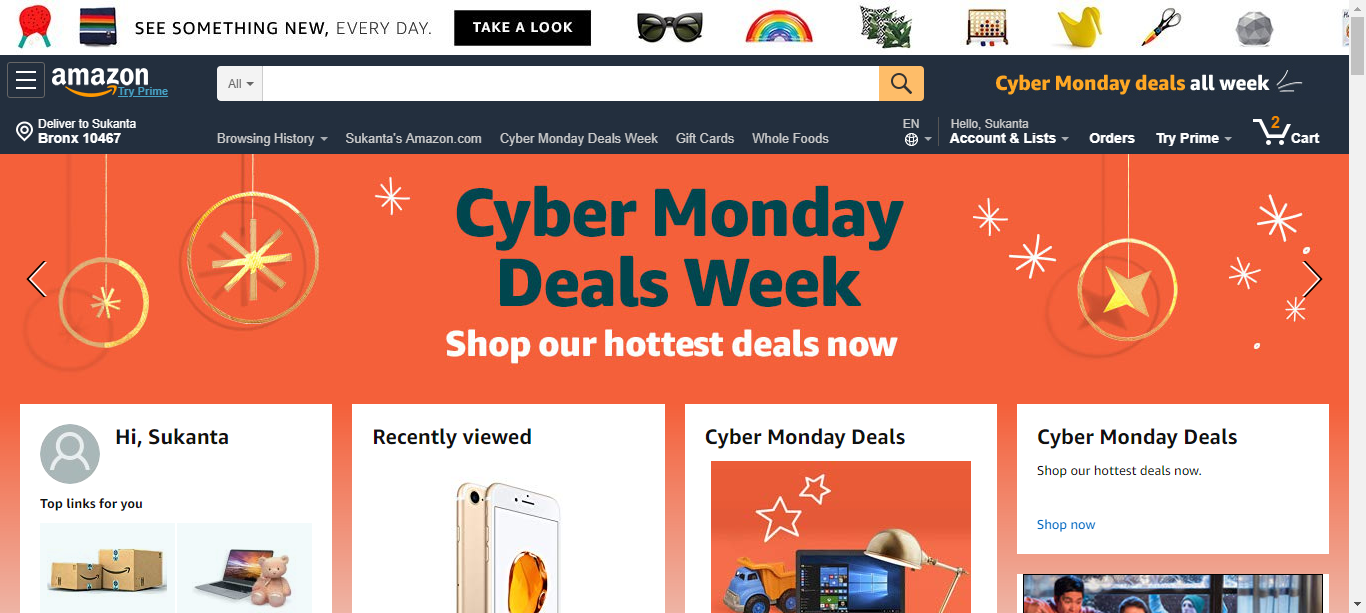 SEE SOMETHING NEW, EVERY DAY. TAKE A LOOK
amazon
Try Prime
All
Cyber Monday deals all week
Deliver to Sukanta
Bronx 10467
Browsing History Sukanta's Amazon.com Cyber Monday Deals Week Gift Cards Whole Foods
EN
Hello, Sukanta
Account & Lists Orders Try Prime 2 Cart
Cyber Monday
Deals Week
Shop our hottest deals now
Hi, Sukanta
Top links for you
Recently viewed
Cyber Monday Deals
Cyber Monday Deals
Shop our hottest deals now.
Shop now